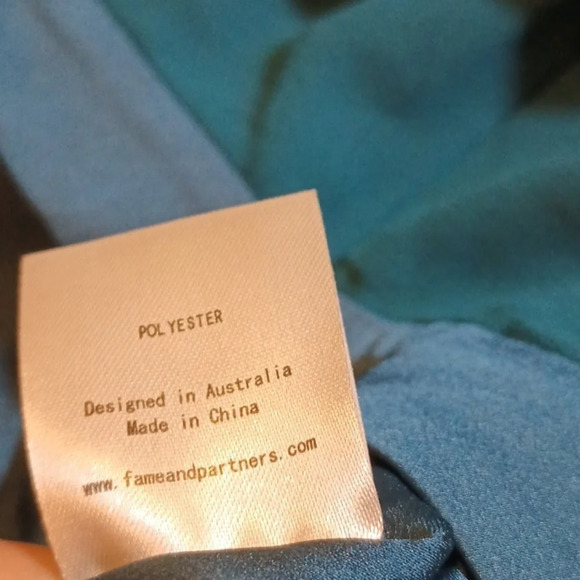 POLYESTER
Designed in Australia
Made in China
www.fameandpartners.com